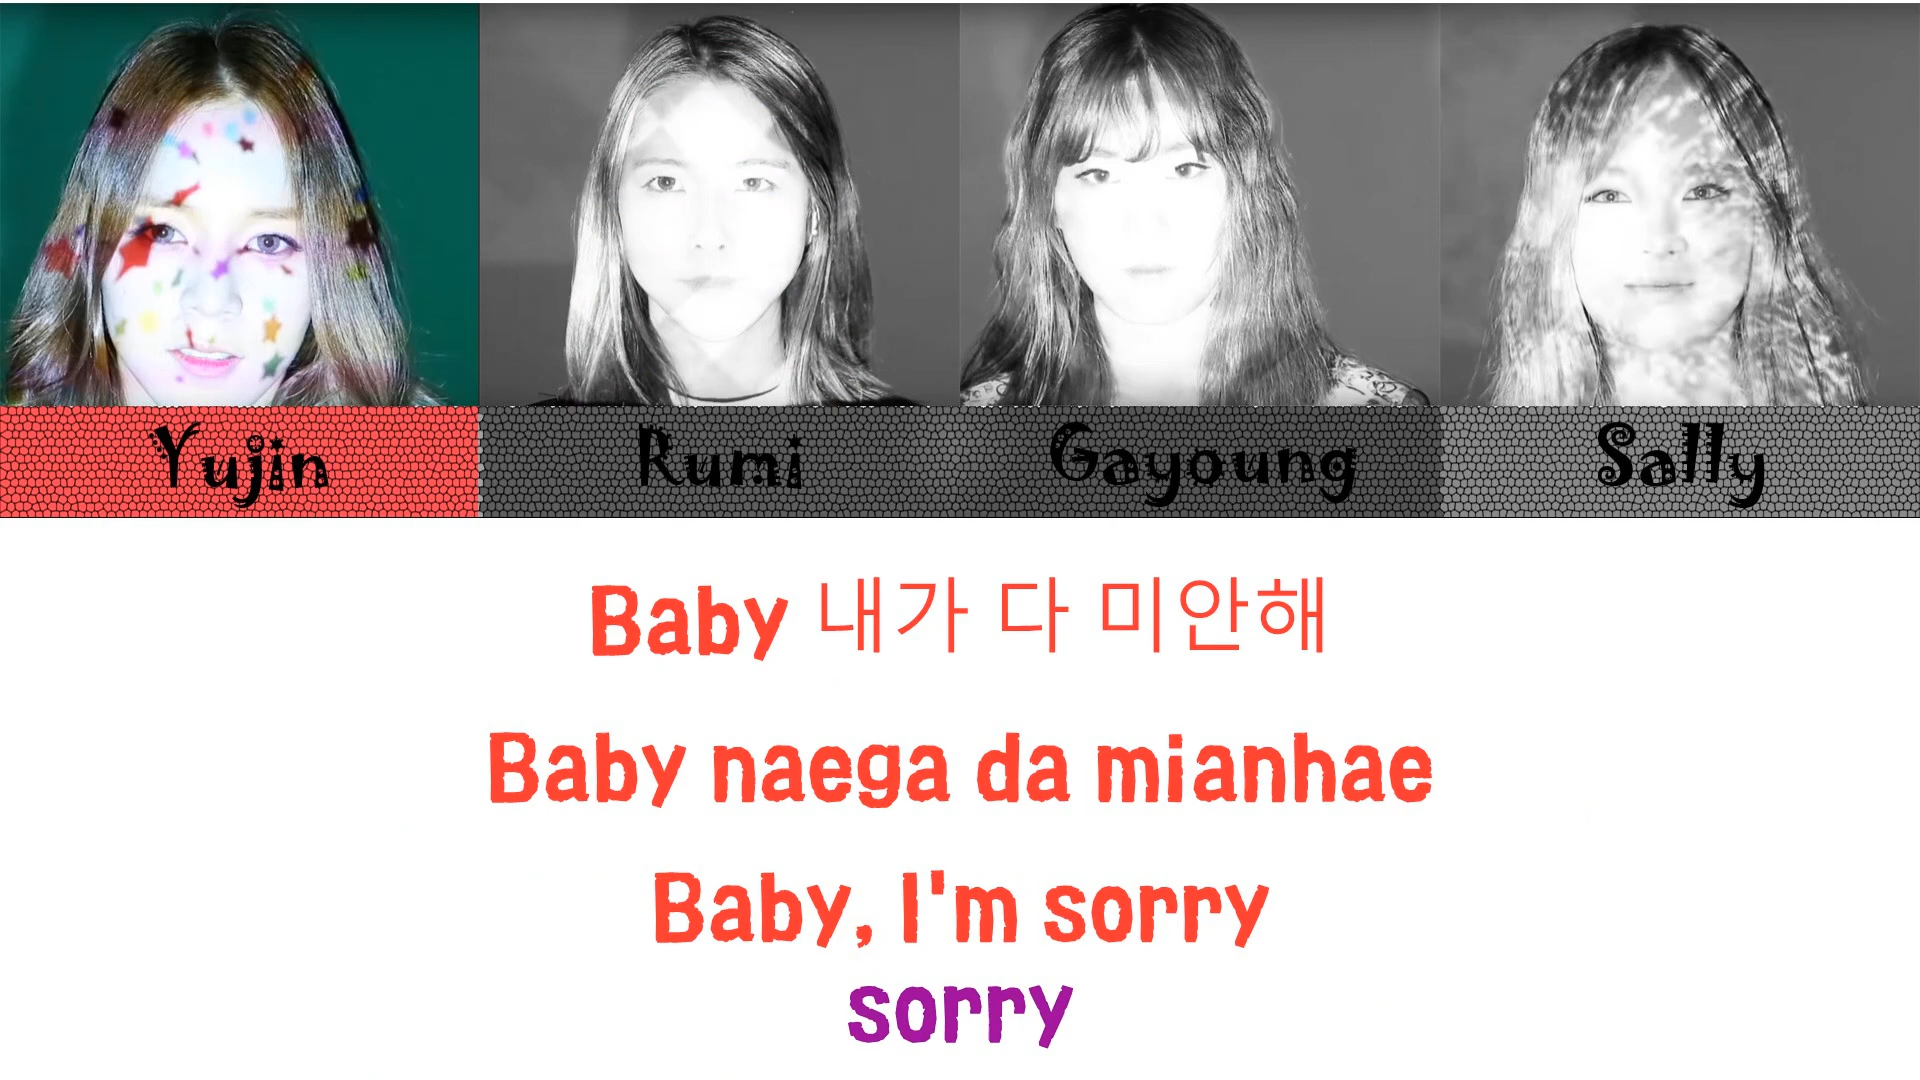 Yujin Rumi Gayoung Sally
Baby 내가 다 미안해
Baby naega da mianhae
Baby, I'm sorry
sorry